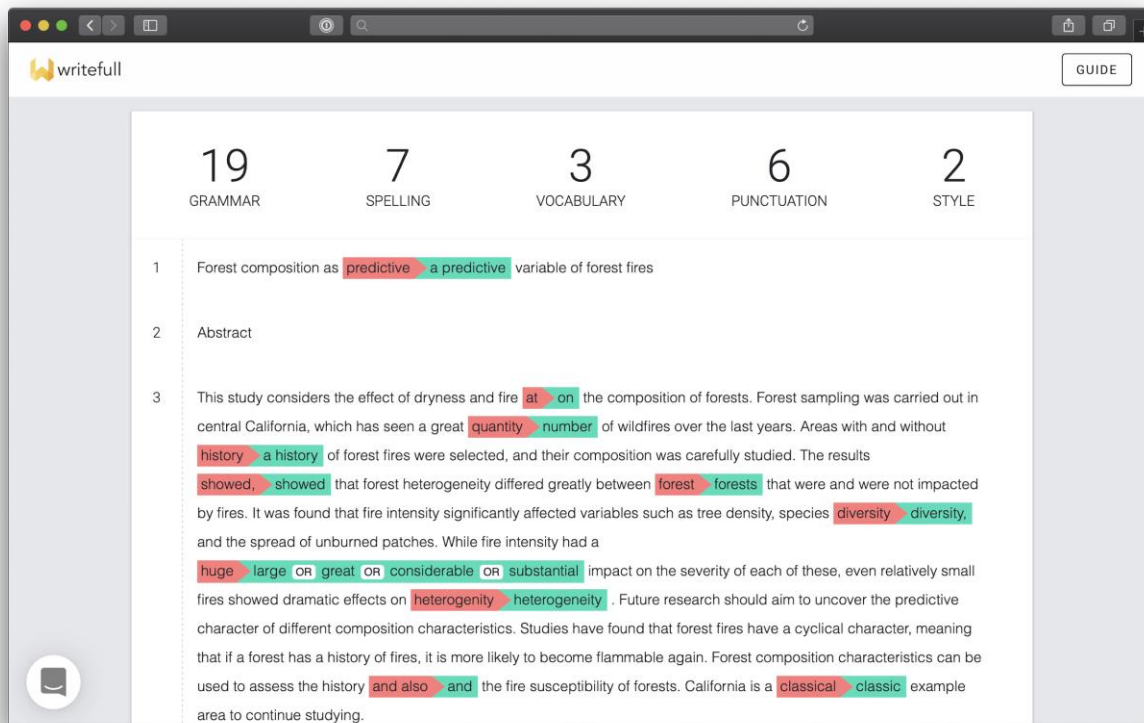 writefull
GUIDE
19 7 3 6 2
GRAMMAR SPELLING VOCABULARY PUNCTUATION STYLE
1 Forest composition as predictive a predictive variable of forest fires
2 Abstract
3 This study considers the effect of dryness and fire at on the composition of forests. Forest sampling was carried out in
central California, which has seen a great quantity number of wildfires over the last years. Areas with and without
history a history of forest fires were selected, and their composition was carefully studied. The results
showed, showed that forest heterogeneity differed greatly between forest forests that were and were not impacted
by fires. It was found that fire intensity significantly affected variables such as tree density, species diversity diversity,
and the spread of unburned patches. While fire intensity had a
huge large OR great OR considerable OR substantial impact on the severity of each of these, even relatively small
fires showed dramatic effects on heterogenity heterogeneity . Future research should aim to uncover the predictive
character of different composition characteristics. Studies have found that forest fires have a cyclical character, meaning
that if a forest has a history of fires, it is more likely to become flammable again. Forest composition characteristics can be
used to assess the history and also and the fire susceptibility of forests. California is a classical classic example
area to continue studying.